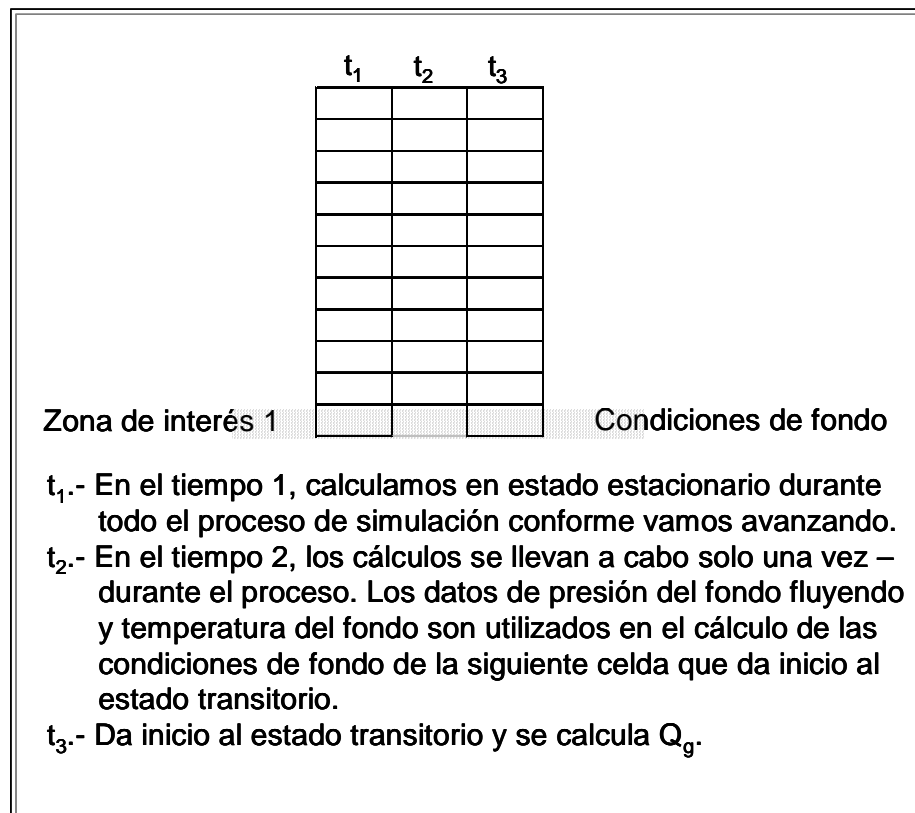 t₁ t₂ t₃
Zona de interés 1 Condiciones de fondo
t₁.- En el tiempo 1, calculamos en estado estacionario durante
todo el proceso de simulación conforme vamos avanzando.
t₂.- En el tiempo 2, los cálculos se llevan a cabo solo una vez –
durante el proceso. Los datos de presión del fondo fluyendo
y temperatura del fondo son utilizados en el cálculo de las
condiciones de fondo de la siguiente celda que da inicio al
estado transitorio.
t₃.- Da inicio al estado transitorio y se calcula Q_g.